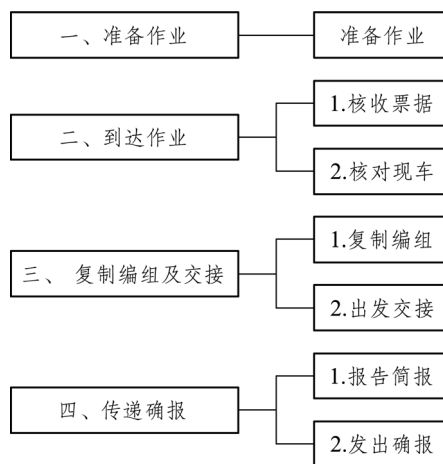 一、准备作业
准备作业
二、到达作业
1.核收票据
2.核对现车
三、 复制编组及交接
1.复制编组
2.出发交接
四、传递确报
1.报告简报
2.发出确报